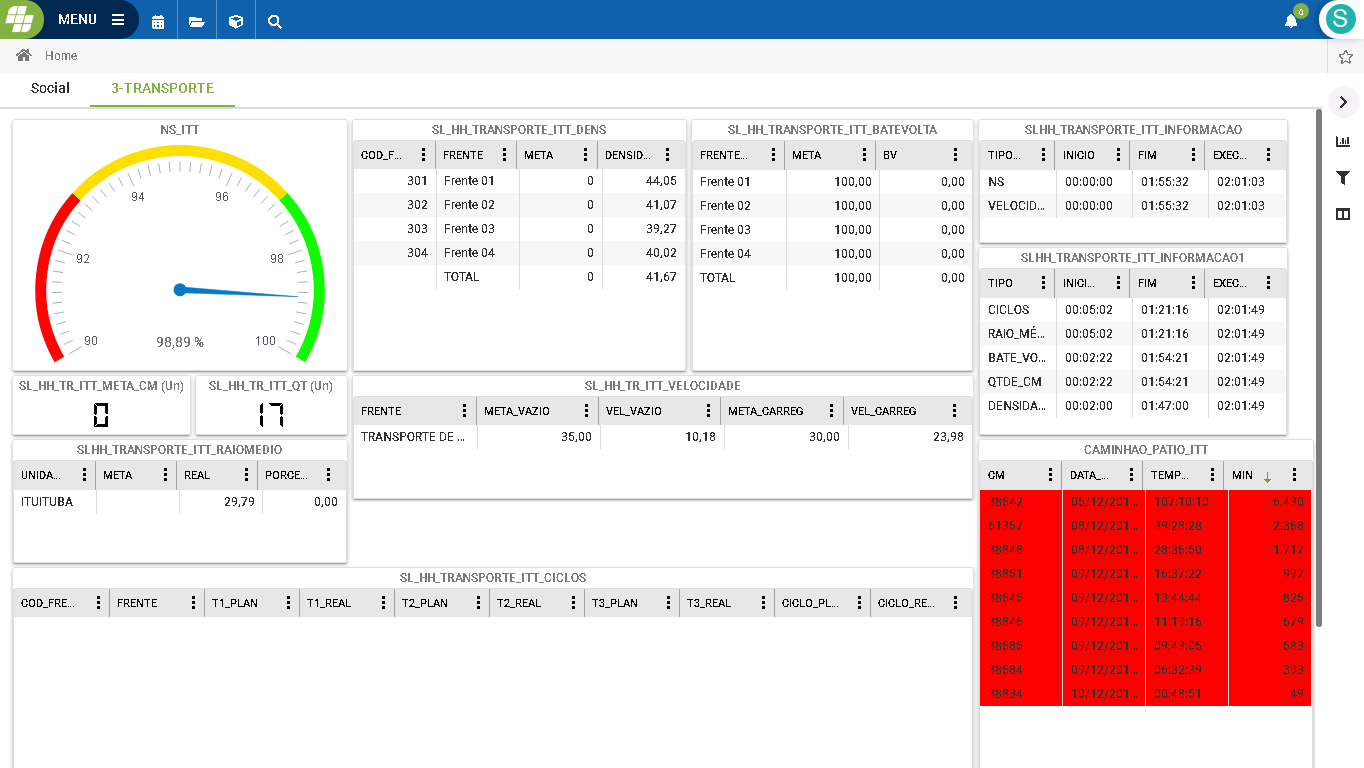 MENU
0
S
Home
Social
3-TRANSPORTE
NS_ITT
94
96
92
98
90
98,89 %
100
SL_HH_TR_ITT_META_CM (Un)
0
SL_HH_TR_ITT_QT (Un)
17
SLHH_TRANSPORTE_ITT_RAIOMEDIO
UNIDA... META REAL PORCE...
ITUITUBA 29,79 0,00
SL_HH_TRANSPORTE_ITT_DENS
COD_F... FRENTE META DENSID...
301 Frente 01 0 44,05
302 Frente 02 0 41,07
303 Frente 03 0 39,27
304 Frente 04 0 40,02
TOTAL 0 41,67
SL_HH_TRANSPORTE_ITT_BATEVOLTA
FRENTE... META BV
Frente 01 100,00 0,00
Frente 02 100,00 0,00
Frente 03 100,00 0,00
Frente 04 100,00 0,00
TOTAL 100,00 0,00
SL_HH_TR_ITT_VELOCIDADE
FRENTE META_VAZIO VEL_VAZIO META_CARREG VEL_CARREG
TRANSPORTE DE ... 35,00 10,18 30,00 23,98
SLHH_TRANSPORTE_ITT_INFORMACAO
TIPO... INICIO FIM EXEC...
NS 00:00:00 01:55:32 02:01:03
VELOCID... 00:00:00 01:55:32 02:01:03
SLHH_TRANSPORTE_ITT_INFORMACAO1
TIPO INICI... FIM EXEC...
CICLOS 00:05:02 01:21:16 02:01:49
RAIO_MÉ... 00:05:02 01:21:16 02:01:49
BATE_VO... 00:02:22 01:54:21 02:01:49
QTDE_CM 00:02:22 01:54:21 02:01:49
DENSIDA... 00:02:00 01:47:00 02:01:49
CAMINHAO_PATIO_ITT
CM DATA_... TEMP... MIN
38542 05/12/201... 107:10:10 6.430
61357 08/12/201... 39:28:28 2.368
38848 08/12/201... 28:36:50 1.717
38851 09/12/201... 16:37:22 997
38545 09/12/201... 13:44:44 825
38846 09/12/201... 11:19:16 679
38585 09/12/201... 09:43:05 583
38584 09/12/201... 06:32:39 393
38834 10/12/201... 00:48:51 49
SL_HH_TRANSPORTE_ITT_CICLOS
COD_FRE... FRENTE T1_PLAN T1_REAL T2_PLAN T2_REAL T3_PLAN T3_REAL CICLO_PL... CICLO_RE...